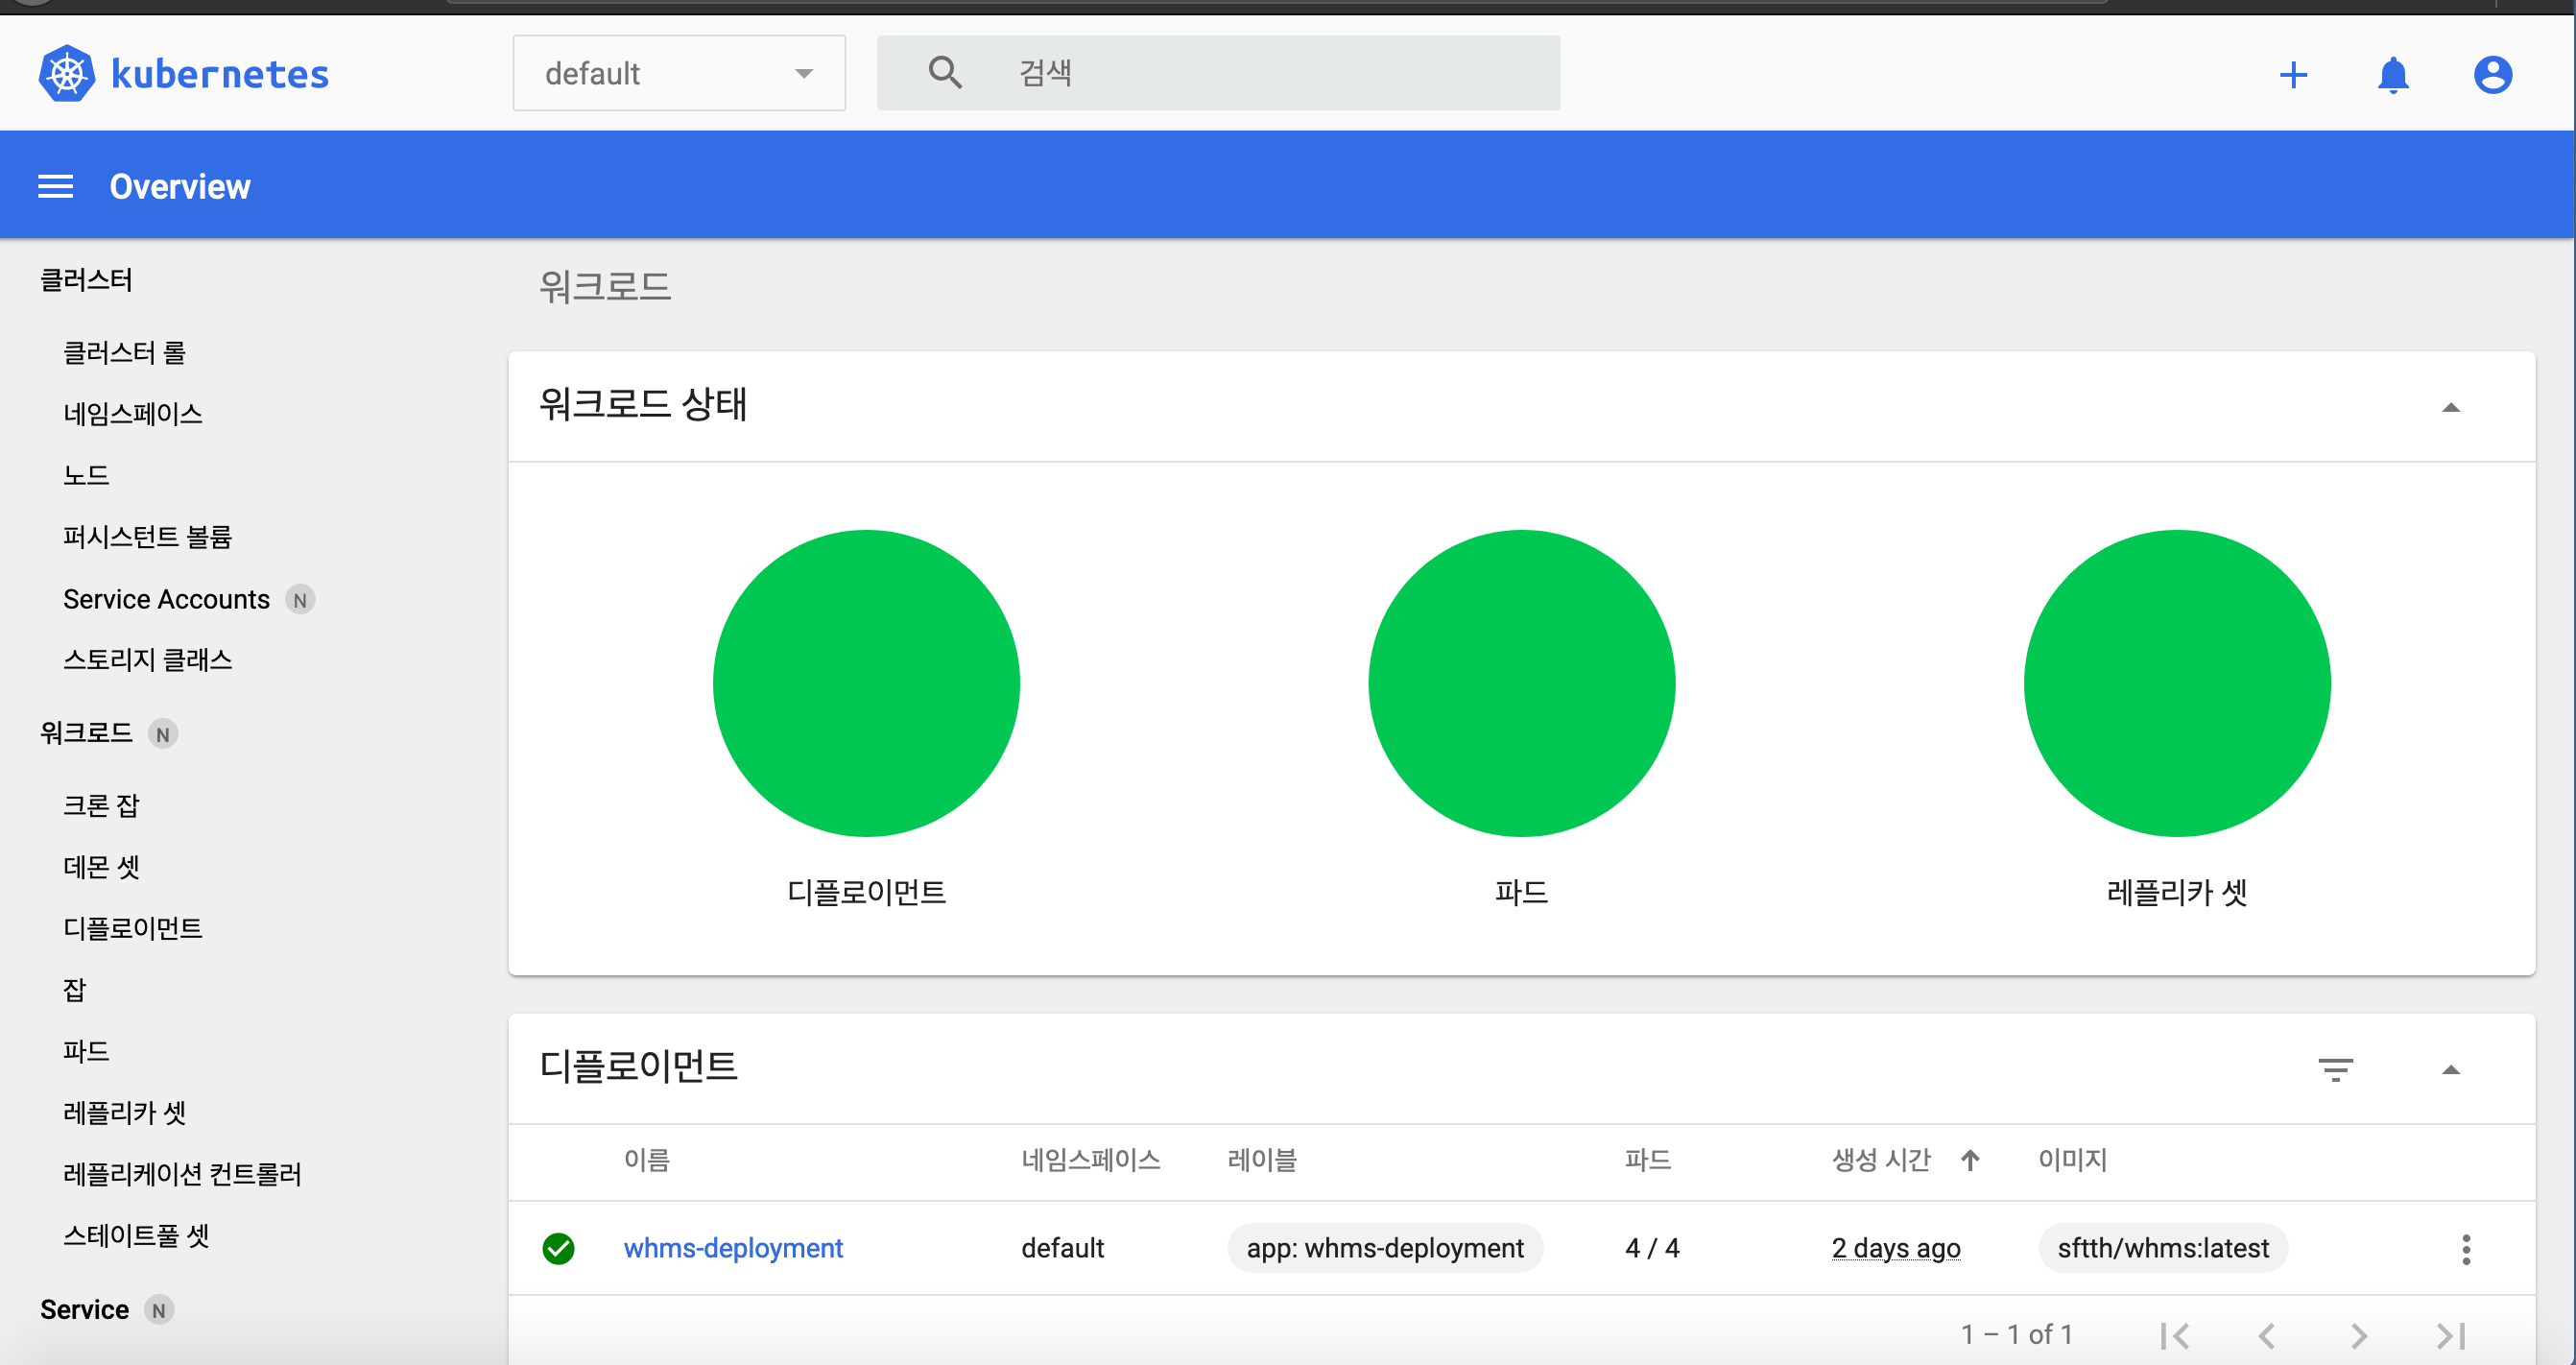 kubernetes
default
검색
Overview
클러스터
클러스터 롤
네임스페이스
노드
퍼시스턴트 볼륨
Service Accounts N
스토리지 클래스
워크로드 N
크론 잡
데몬 셋
디플로이먼트
잡
파드
레플리카 셋
레플리케이션 컨트롤러
스테이트풀 셋
Service N
워크로드
워크로드 상태
디플로이먼트 파드 레플리카 셋
디플로이먼트
이름 네임스페이스 레이블 파드 생성 시간 이미지
whms-deployment default app: whms-deployment 4 / 4 2 days ago sftth/whms:latest
1 – 1 of 1